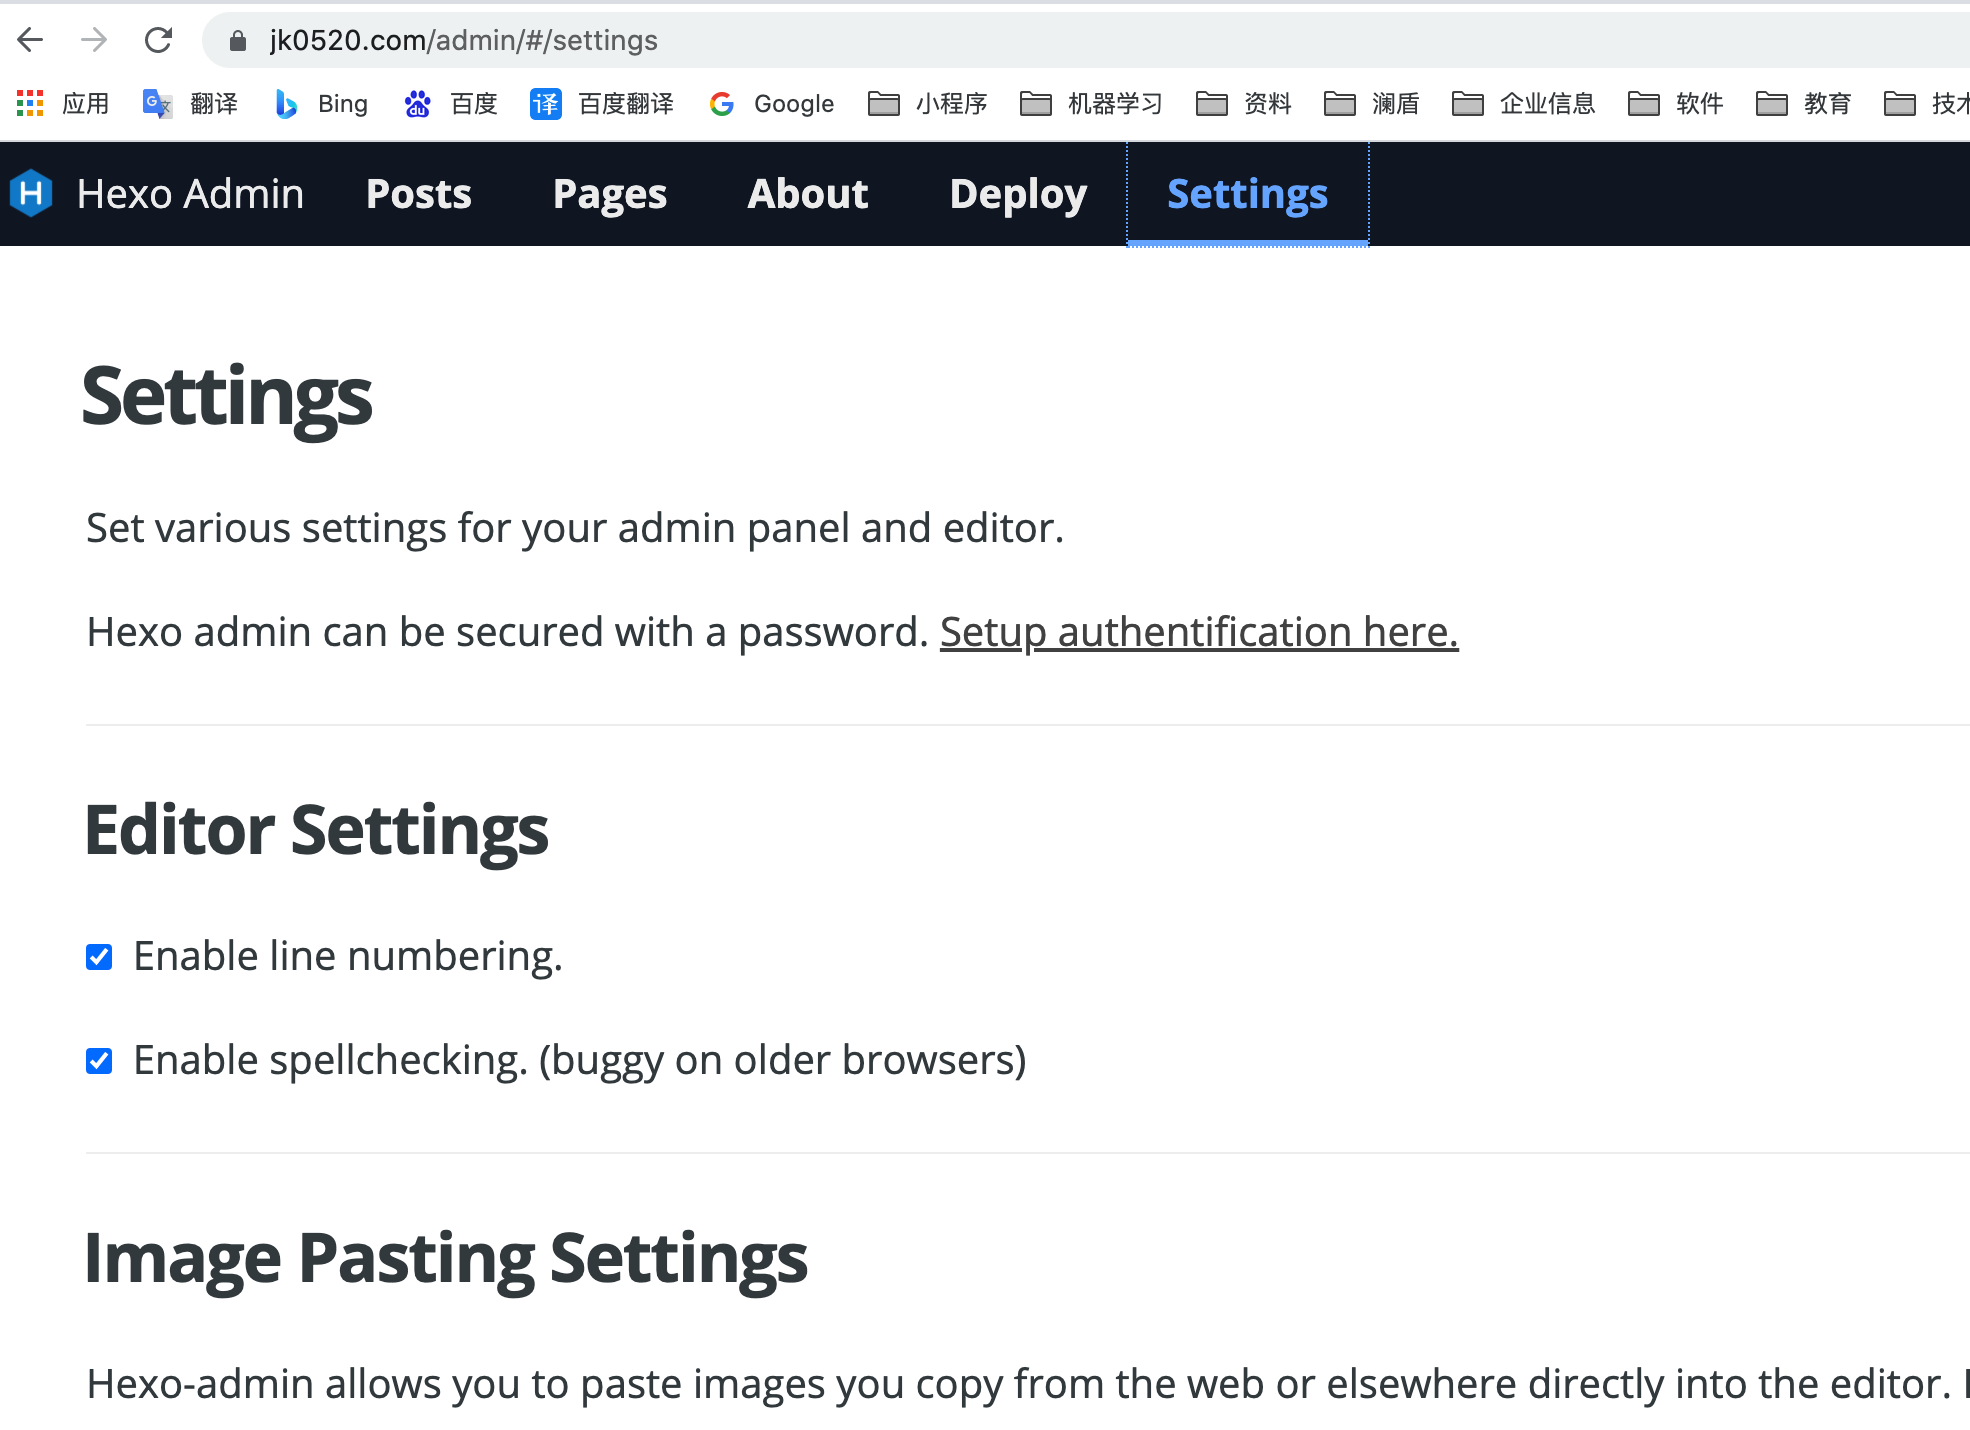 jk0520.com/admin/#/settings
应用 翻译 Bing 百度 译 百度翻译 Google 小程序 机器学习 资料 澜盾 企业信息 软件 教育 技术
H Hexo Admin Posts Pages About Deploy Settings
Settings
Set various settings for your admin panel and editor.
Hexo admin can be secured with a password. Setup authentification here.
Editor Settings
Enable line numbering.
Enable spellchecking. (buggy on older browsers)
Image Pasting Settings
Hexo-admin allows you to paste images you copy from the web or elsewhere directly into the editor.